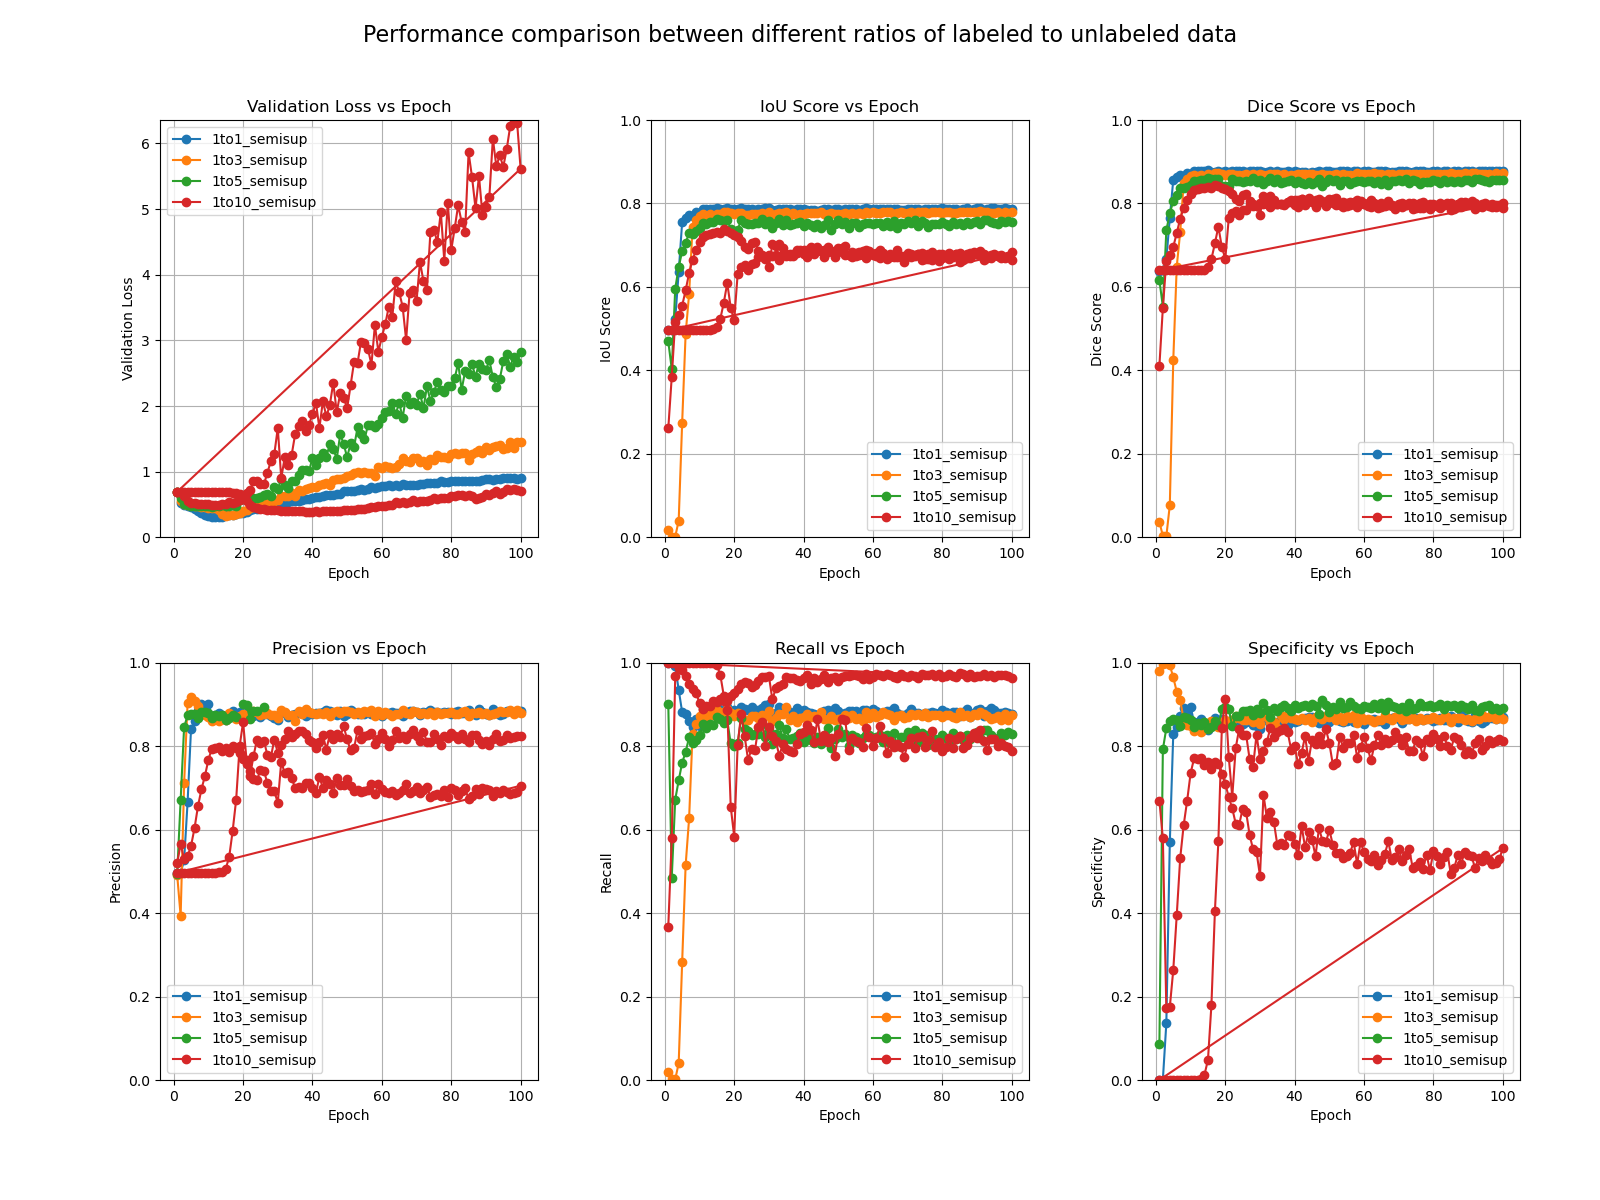 Performance comparison between different ratios of labeled to unlabeled data
Validation Loss vs Epoch
Validation Loss
6
5
4
3
2
1
0
0 20 40 60 80 100
Epoch
1to1_semisup
1to3_semisup
1to5_semisup
1to10_semisup
IoU Score vs Epoch
IoU Score
1.0
0.8
0.6
0.4
0.2
0.0
0 20 40 60 80 100
Epoch
1to1_semisup
1to3_semisup
1to5_semisup
1to10_semisup
Dice Score vs Epoch
Dice Score
1.0
0.8
0.6
0.4
0.2
0.0
0 20 40 60 80 100
Epoch
1to1_semisup
1to3_semisup
1to5_semisup
1to10_semisup
Precision vs Epoch
Precision
1.0
0.8
0.6
0.4
0.2
0.0
0 20 40 60 80 100
Epoch
1to1_semisup
1to3_semisup
1to5_semisup
1to10_semisup
Recall vs Epoch
Recall
1.0
0.8
0.6
0.4
0.2
0.0
0 20 40 60 80 100
Epoch
1to1_semisup
1to3_semisup
1to5_semisup
1to10_semisup
Specificity vs Epoch
Specificity
1.0
0.8
0.6
0.4
0.2
0.0
0 20 40 60 80 100
Epoch
1to1_semisup
1to3_semisup
1to5_semisup
1to10_semisup